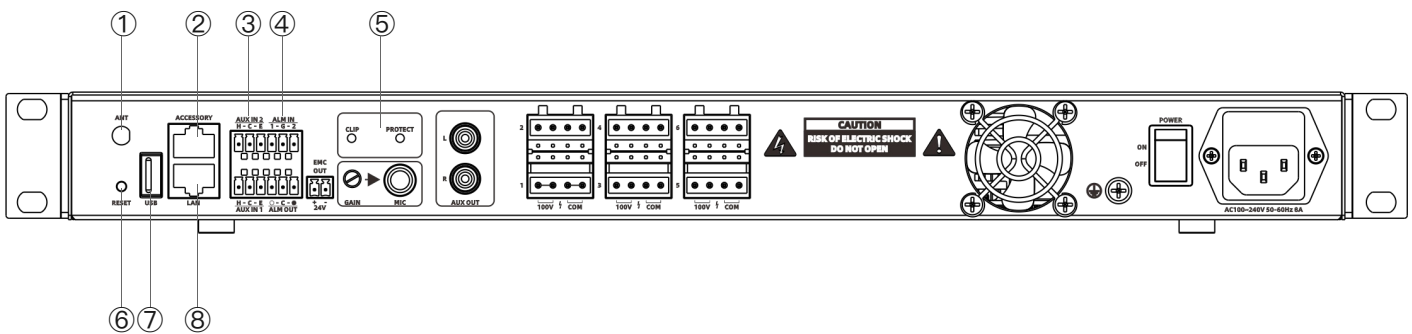 ① ② ③ ④ ⑤
ANT
ACCESSORY
AUX IN 2 ALM IN
H - C - E 1 - G - 2
CLIP PROTECT
L
2 4 6
CAUTION
RISK OF ELECTRIC SHOCK
DO NOT OPEN
POWER
ON
OFF
EMC
OUT
R
1 3 5
RESET USB LAN
H - C - E ○ - C - ●
AUX IN 1 ALM OUT
+ -
24V
GAIN MIC
AUX OUT
100V COM 100V COM 100V COM
AC100~240V 50-60Hz 8A
⑥ ⑦ ⑧